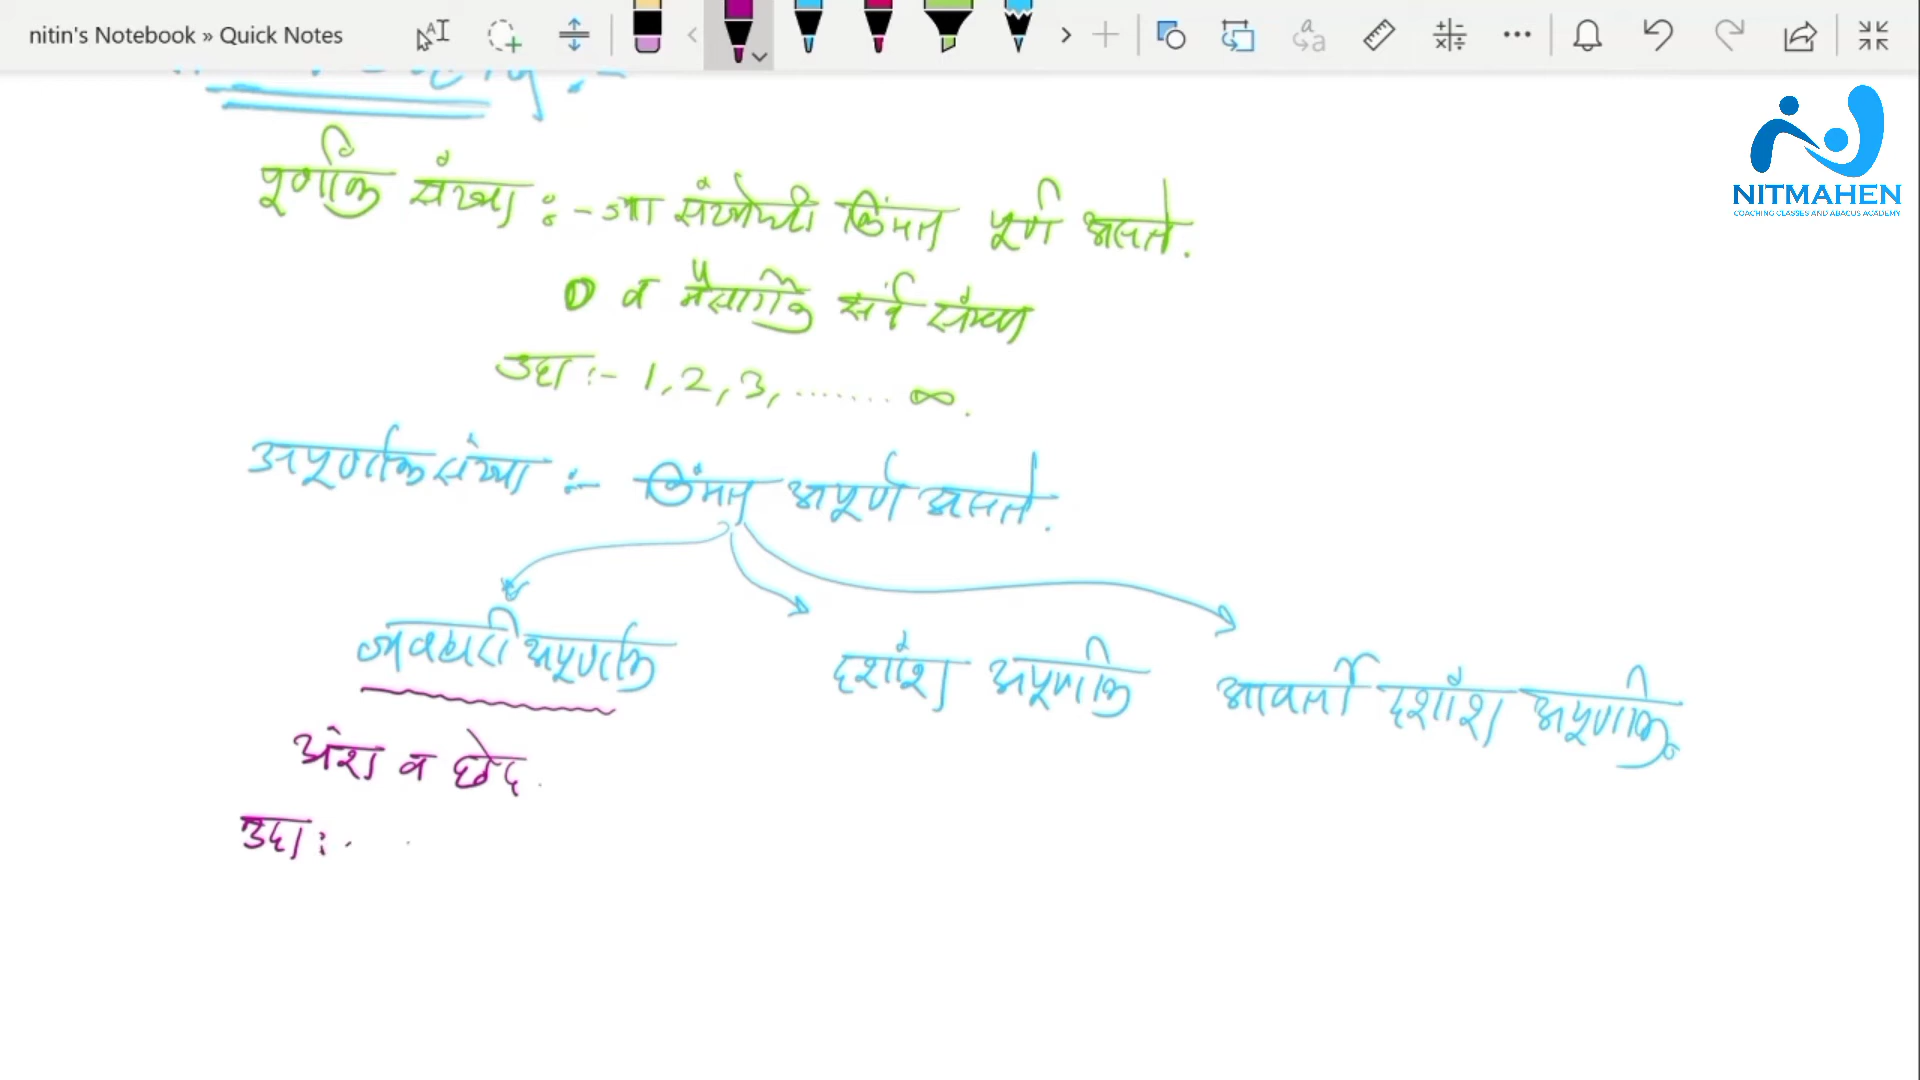 nitin's Notebook » Quick Notes
NITMAHEN
COACHING CLASSES AND ABACUS ACADEMY
पूर्णांक संख्या :- ज्या संख्येची किंमत पूर्ण असते.
0 व नैसर्गिक सर्व संख्या
उदा :- 1, 2, 3, ....... ∞.
अपूर्णांक संख्या :- किंमत अपूर्ण असते.
व्यवहारी अपूर्णांक
दशांश अपूर्णांक
आवर्ती दशांश अपूर्णांक.
अंश व छेद.
उदा :-